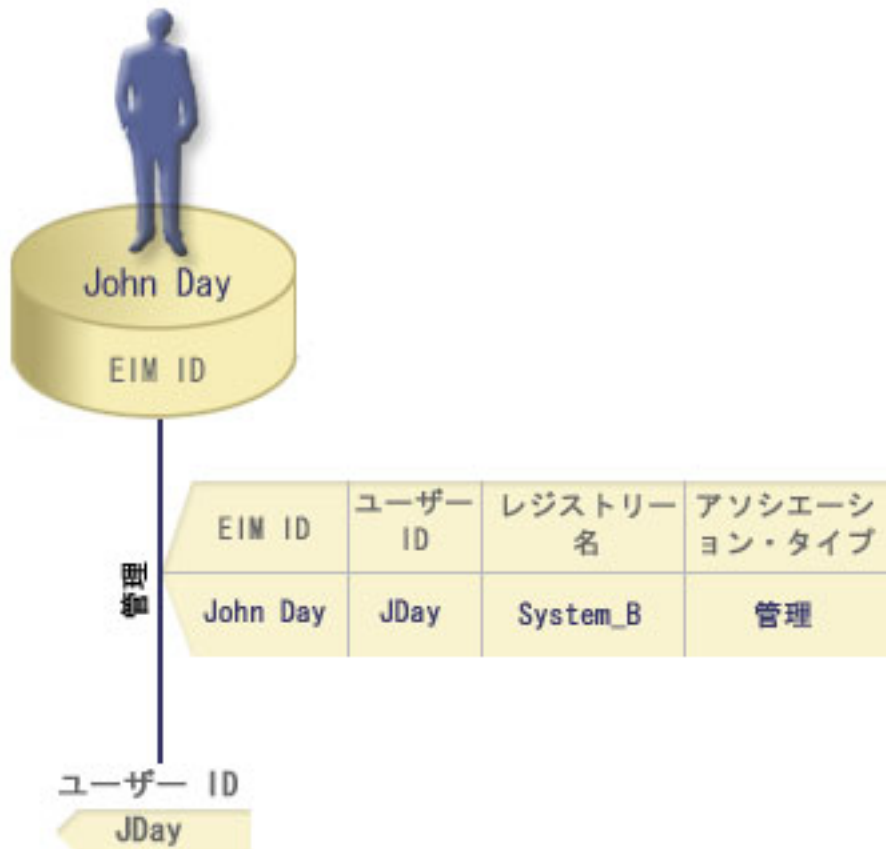 John Day
EIM ID
EIM ID
ユーザー
ID
レジストリー
名
アソシエーシ
ョン・タイプ
管理
John Day
JDay
System_B
管理
ユーザー ID
JDay